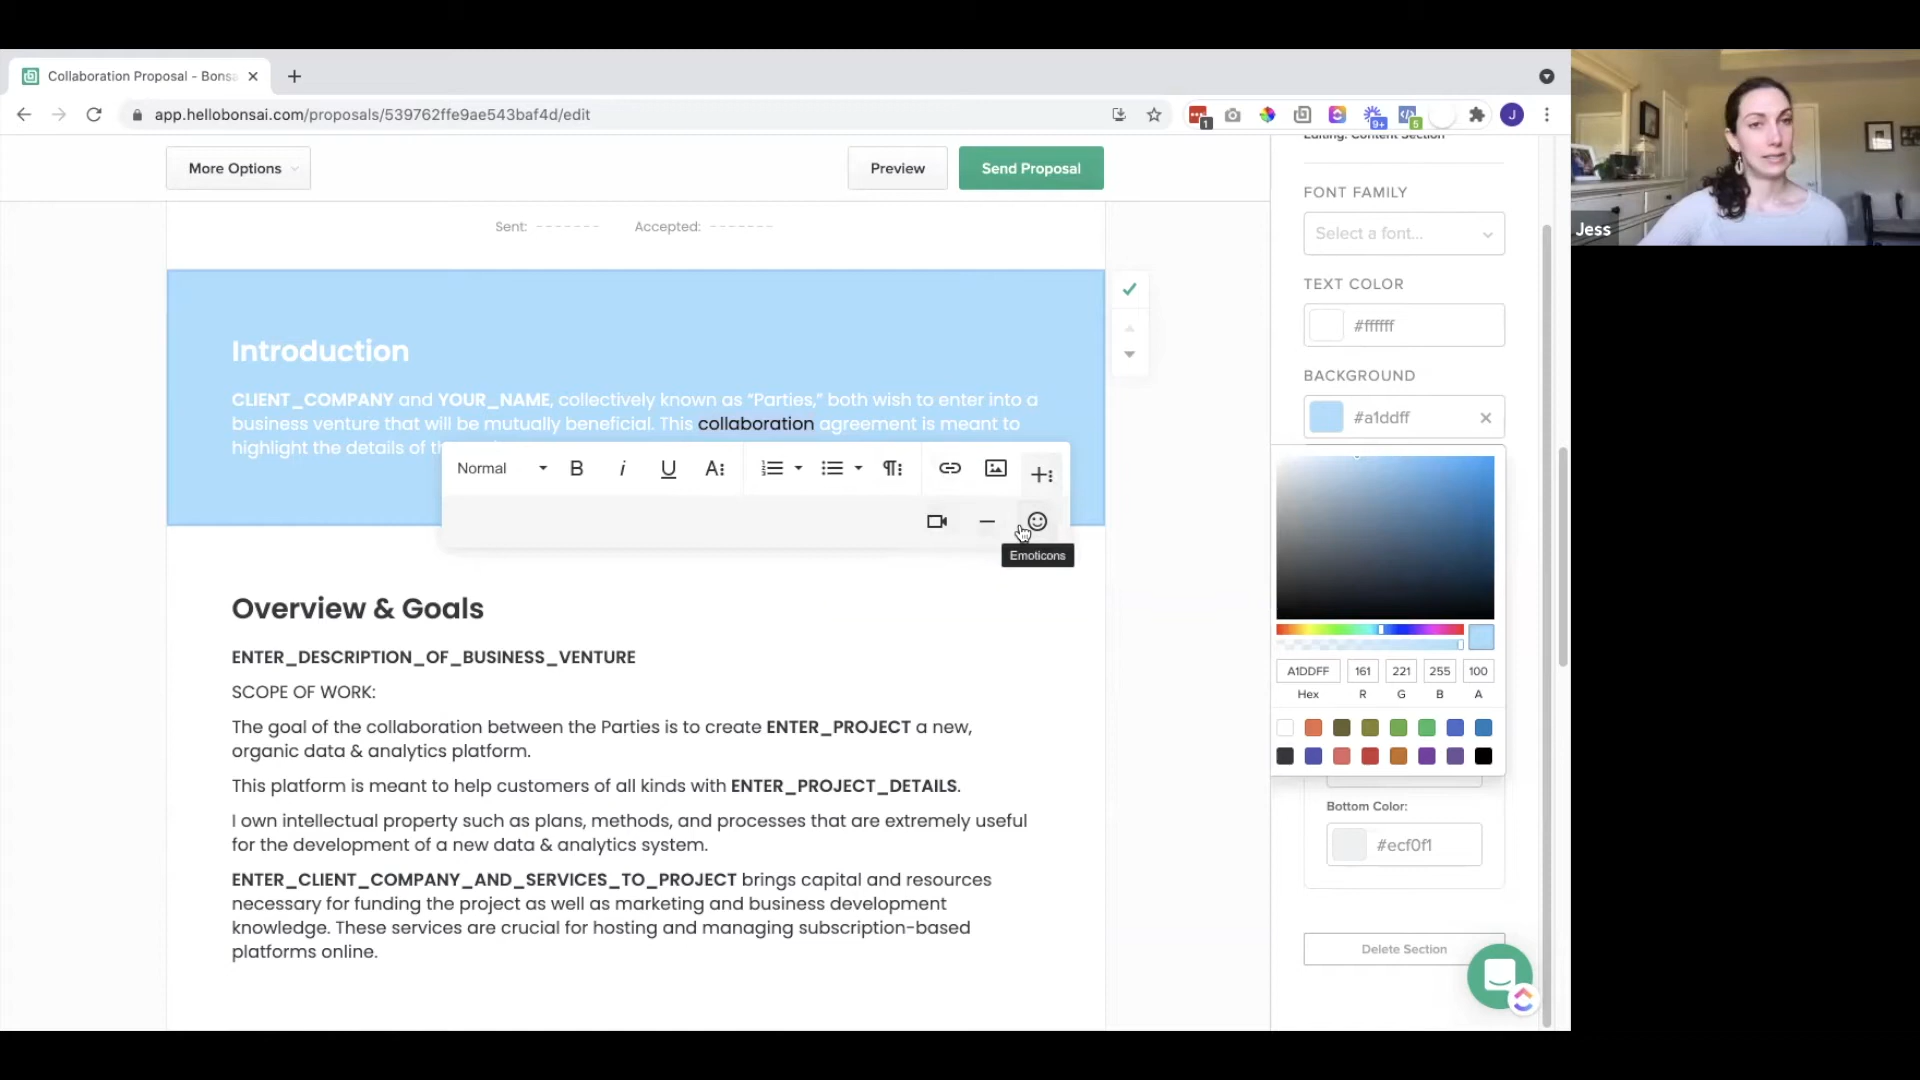 Collaboration Proposal - Bonsa
app.hellobonsai.com/proposals/539762ffe9ae543baf4d/edit
1
9+
5
J
More Options
Preview
Send Proposal
Editing: Content Section
Sent: -------
Accepted: -------
FONT FAMILY
Select a font...
TEXT COLOR
#ffffff
BACKGROUND
#a1ddff
Jess
Introduction
CLIENT_COMPANY and YOUR_NAME, collectively known as “Parties,” both wish to enter into a
business venture that will be mutually beneficial. This collaboration agreement is meant to
highlight the details of th
Normal
B i U A
Emoticons
Overview & Goals
ENTER_DESCRIPTION_OF_BUSINESS_VENTURE
SCOPE OF WORK:
The goal of the collaboration between the Parties is to create ENTER_PROJECT a new,
organic data & analytics platform.
This platform is meant to help customers of all kinds with ENTER_PROJECT_DETAILS.
I own intellectual property such as plans, methods, and processes that are extremely useful
for the development of a new data & analytics system.
ENTER_CLIENT_COMPANY_AND_SERVICES_TO_PROJECT brings capital and resources
necessary for funding the project as well as marketing and business development
knowledge. These services are crucial for hosting and managing subscription-based
platforms online.
A1DDFF 161 221 255 100
Hex R G B A
Bottom Color:
#ecf0f1
Delete Section